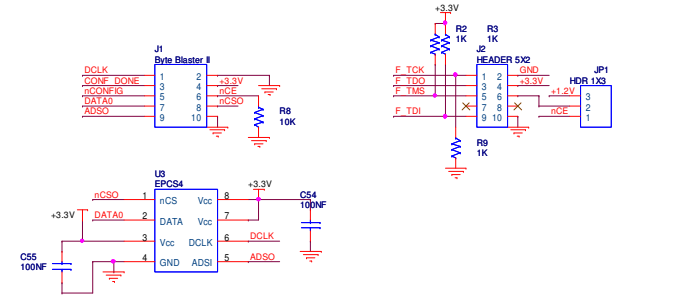 J1
Byte Blaster II
DCLK 1 2
CONF_DONE 3 4 +3.3V
nCONFIG 5 6 nCE
DATA0 7 8 nCSO
ADSO 9 10
R8
10K
+3.3V
R2
1K
R3
1K
J2
HEADER 5X2
F_TCK 1 2 GND
F_TDO 3 4 +3.3V
F_TMS 5 6
7 8
F_TDI 9 10
JP1
HDR 1X3
+1.2V 3
2
nCE 1
R9
1K
U3
EPCS4
nCSO 1 nCS Vcc 8
DATA0 2 DATA Vcc 7
3 Vcc DCLK 6 DCLK
4 GND ADSI 5 ADSO
+3.3V
+3.3V
C54
100NF
C55
100NF